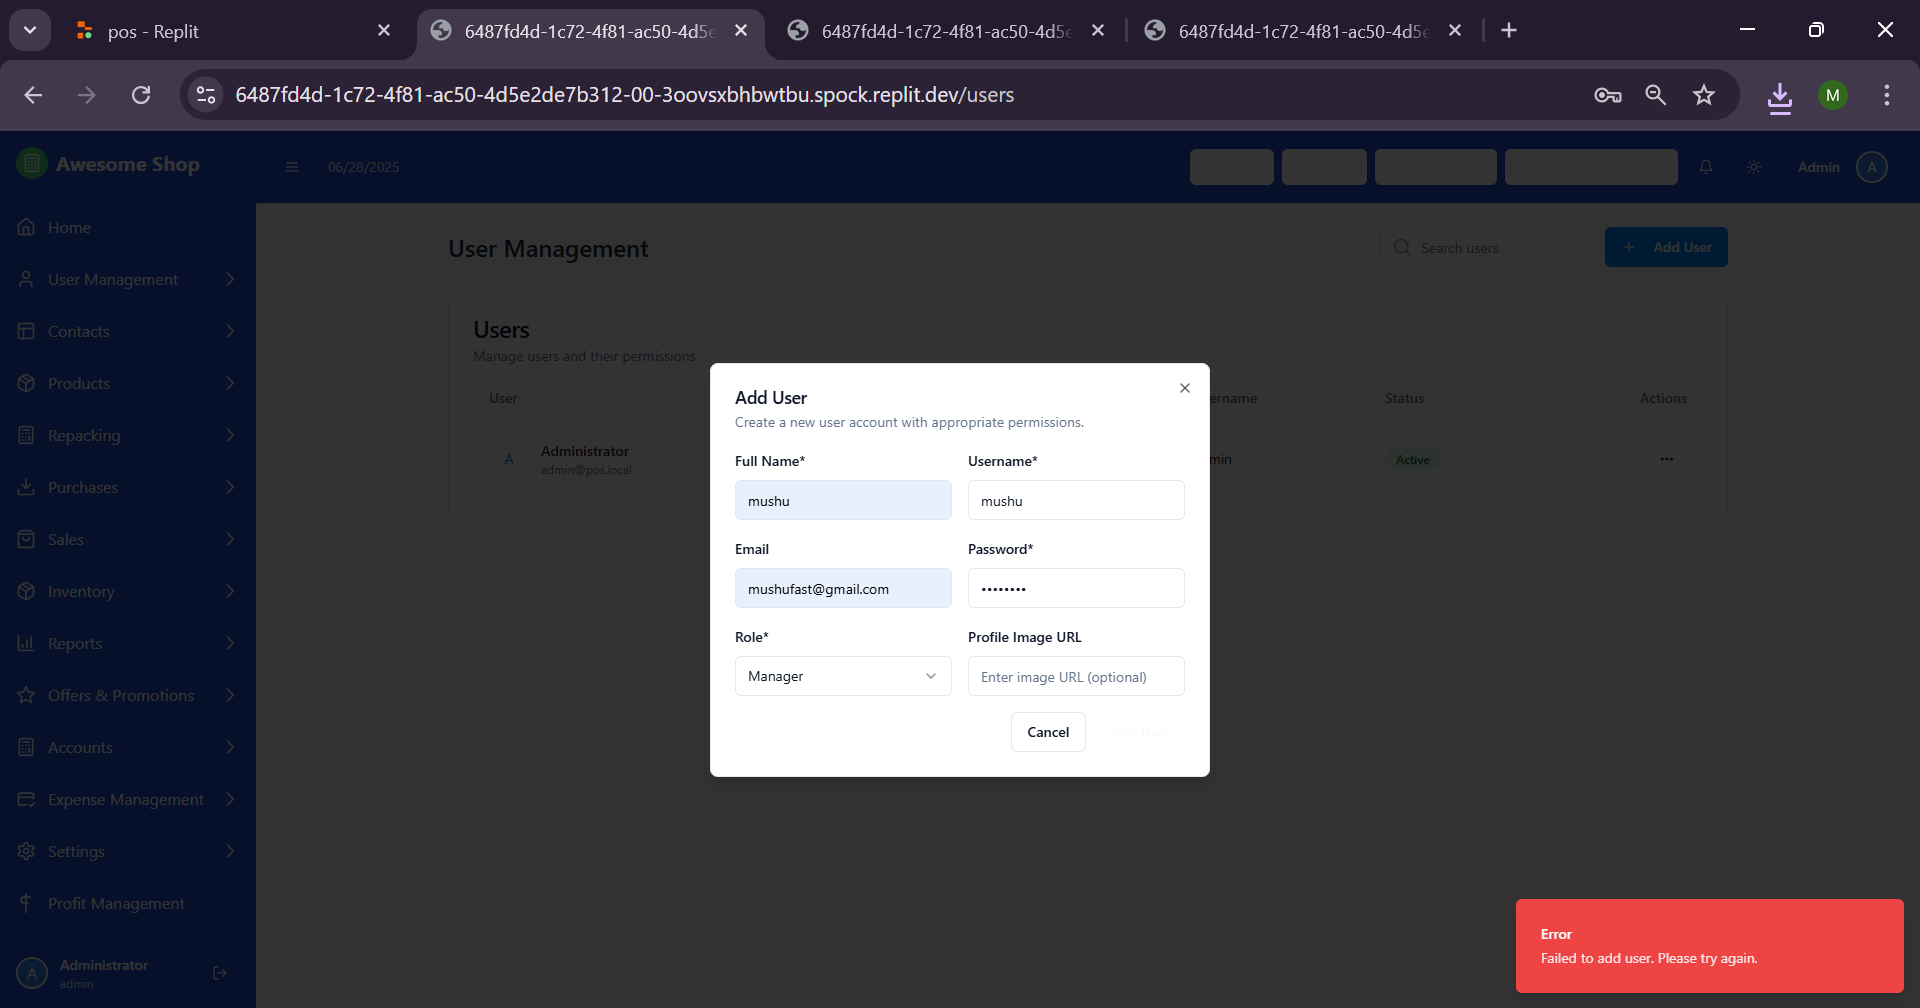 pos - Replit
6487fd4d-1c72-4f81-ac50-4d5e
6487fd4d-1c72-4f81-ac50-4d5e
6487fd4d-1c72-4f81-ac50-4d5e
6487fd4d-1c72-4f81-ac50-4d5e2de7b312-00-3oovsxbhbwtbu.spock.replit.dev/users
M
Awesome Shop
06/28/2025
Admin
A
Home
User Management
Contacts
Products
Repacking
Purchases
Sales
Inventory
Reports
Offers & Promotions
Accounts
Expense Management
Settings
Profit Management
A
Administrator
admin
User Management
Search users
Add User
Users
Manage users and their permissions
User
ername
Status
Actions
A
Administrator
admin@pos.local
min
Active
Add User
Create a new user account with appropriate permissions.
Full Name*
Username*
mushu
mushu
Email
Password*
mushufast@gmail.com
••••••••
Role*
Profile Image URL
Manager
Enter image URL (optional)
Cancel
Add User
Error
Failed to add user. Please try again.